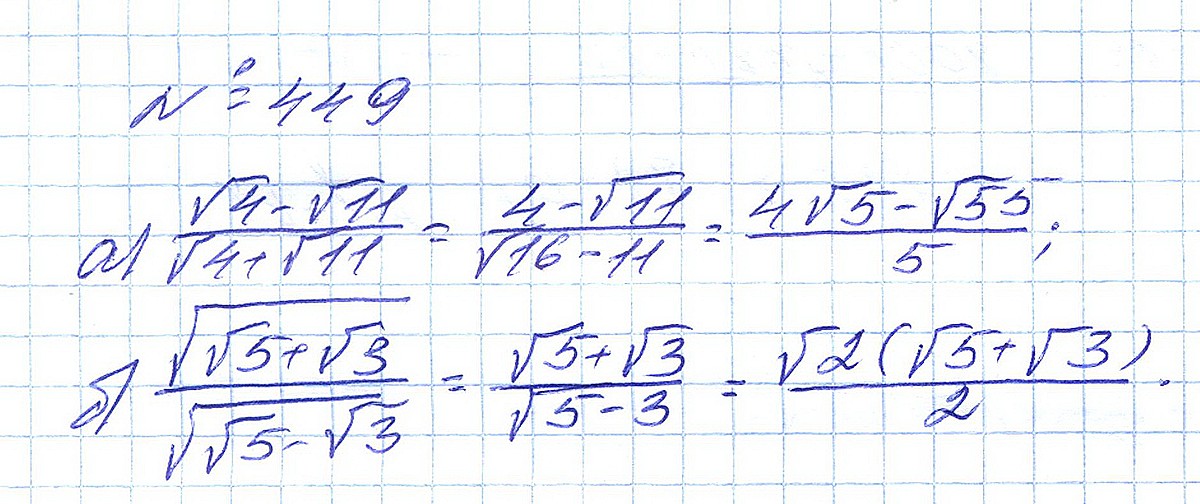 № 449
а) √4-√11/√4+√11 = 4-√11/√16-11 = 4√5-√55/5;
б) √(√5+√3)/√(√5-√3) = √5+√3/√5-3 = √2(√5+√3)/2.